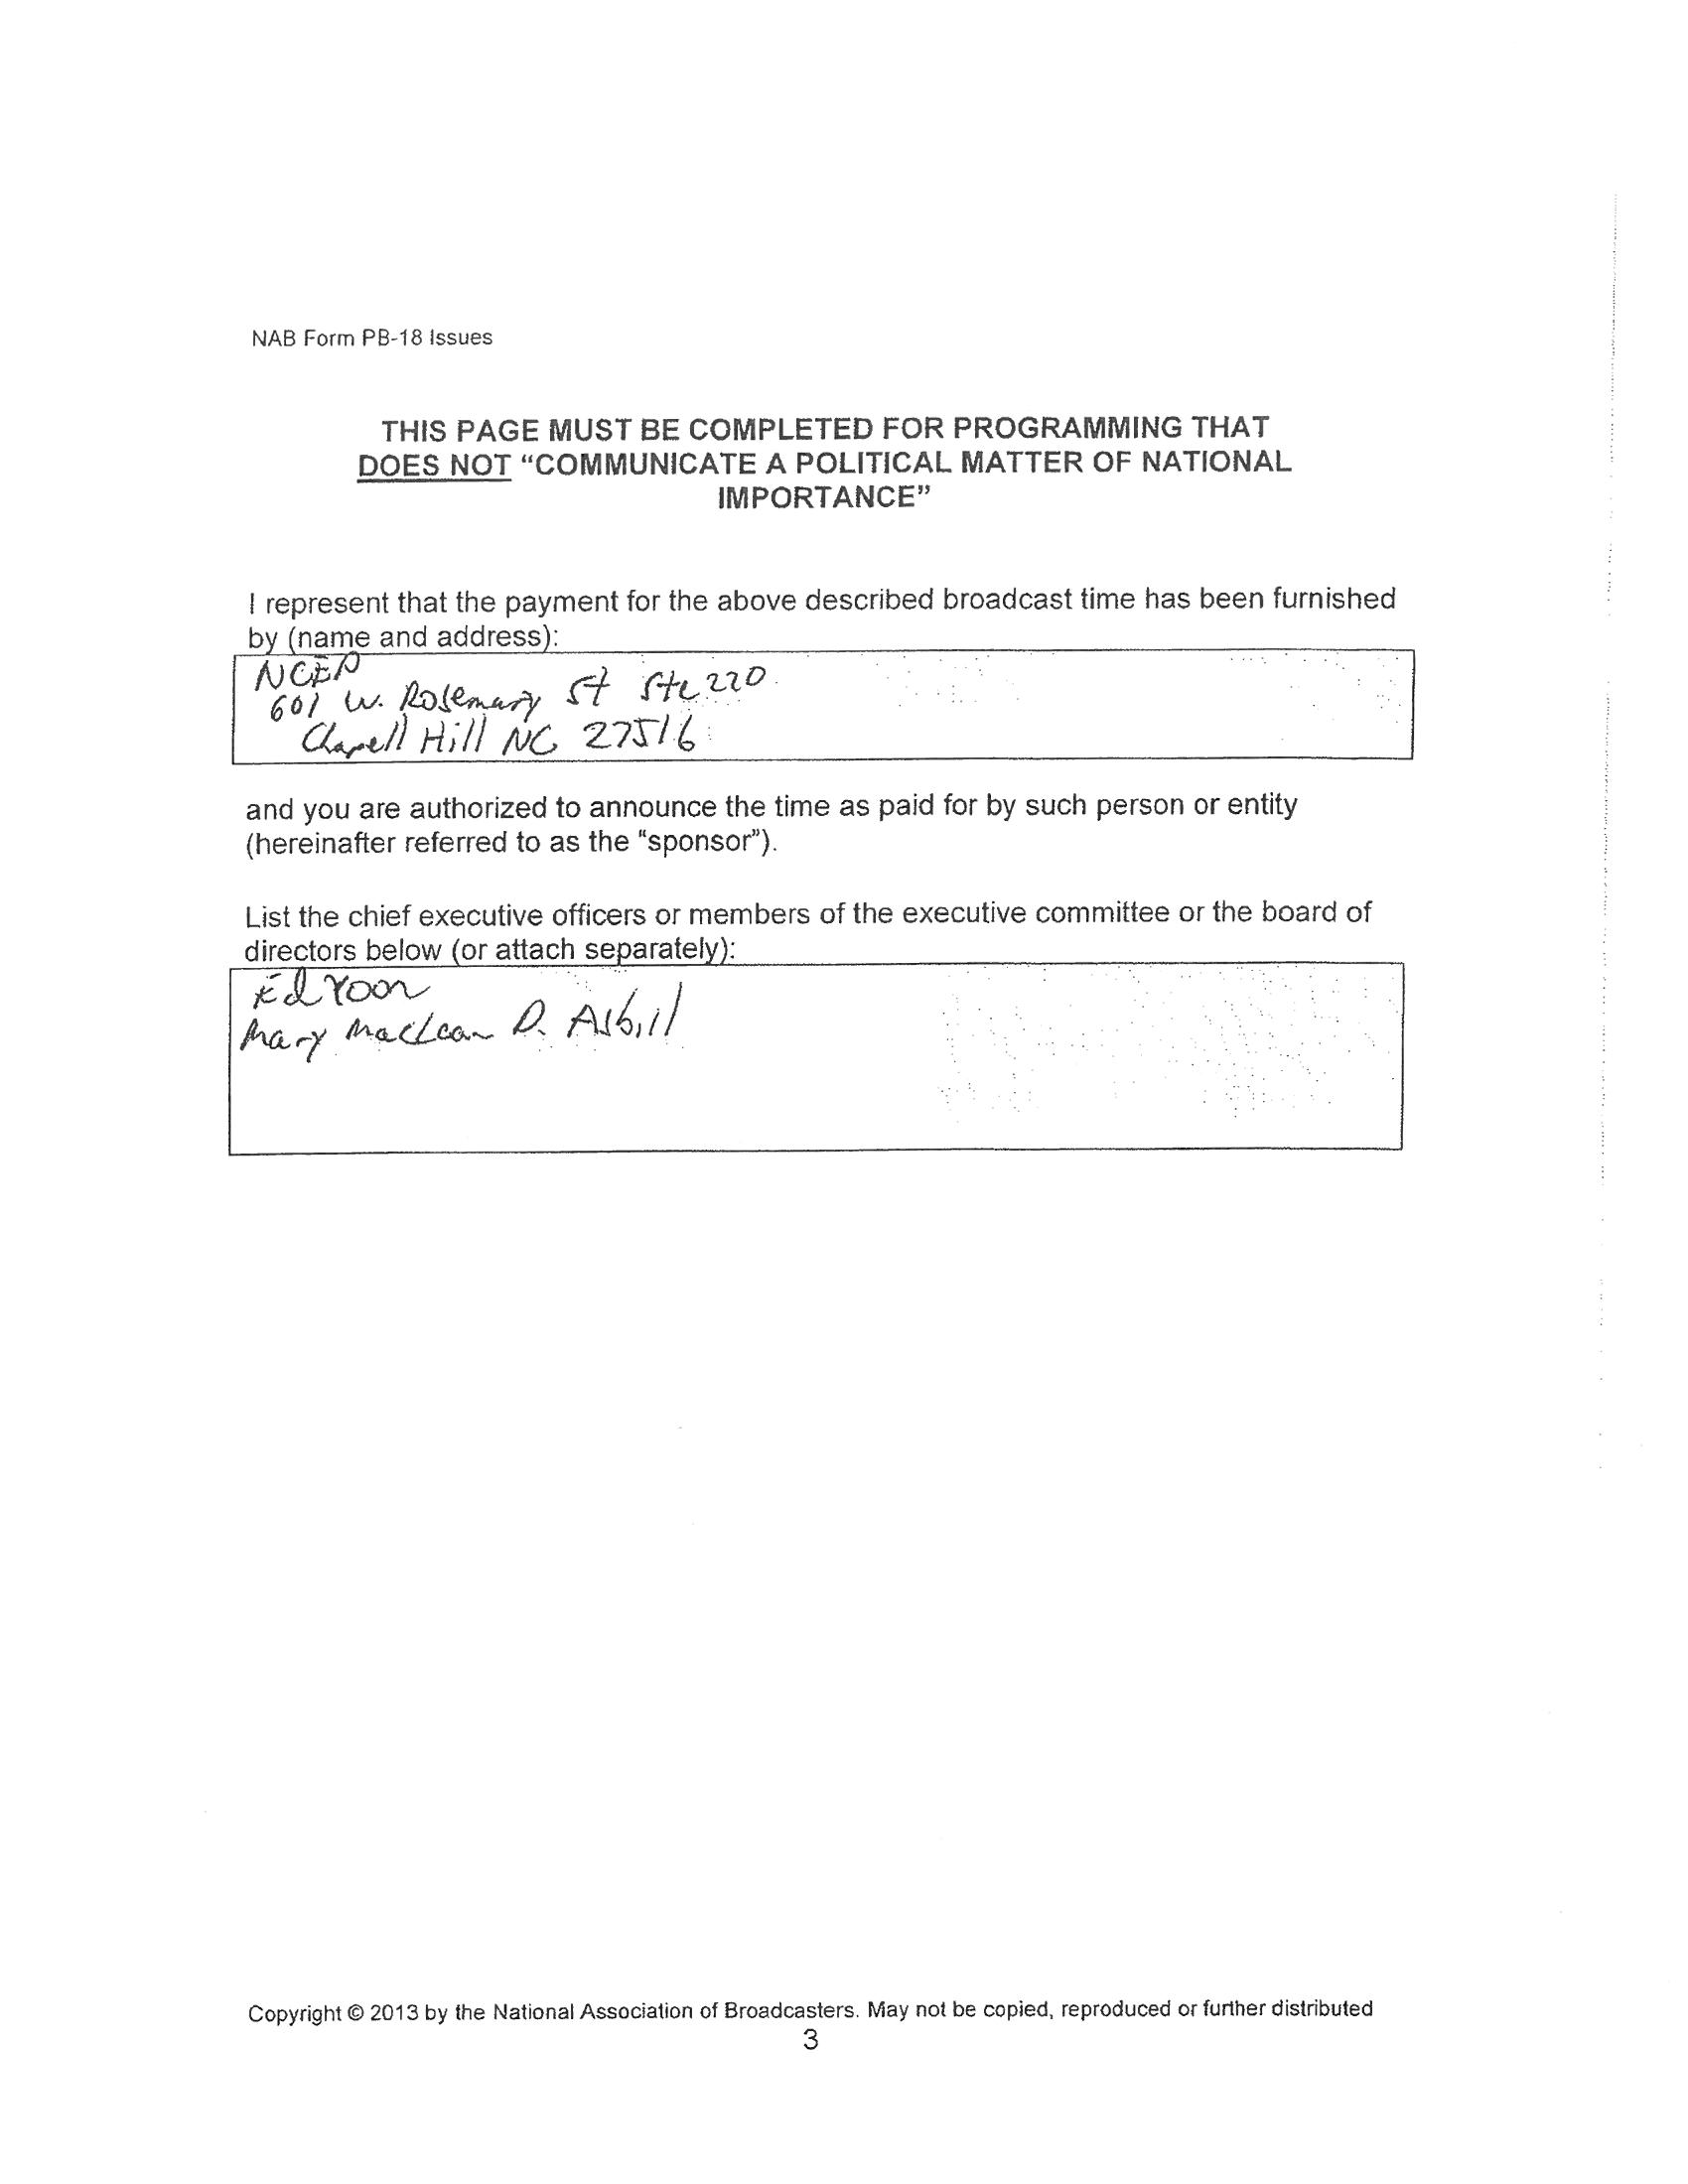 NAB Form PB-18 Issues
THIS PAGE MUST BE COMPLETED FOR PROGRAMMING THAT
DOES NOT “COMMUNICATE A POLITICAL MATTER OF NATIONAL
IMPORTANCE”
I represent that the payment for the above described broadcast time has been furnished
by (name and address):
NCEP
601 W. Rosemary St Ste 220
Chapell Hill NC 27516
and you are authorized to announce the time as paid for by such person or entity
(hereinafter referred to as the “sponsor”).
List the chief executive officers or members of the executive committee or the board of
directors below (or attach separately):
Ed Yoon
Mary MacLean D.
Copyright © 2013 by the National Association of Broadcasters. May not be copied, reproduced or further distributed
3